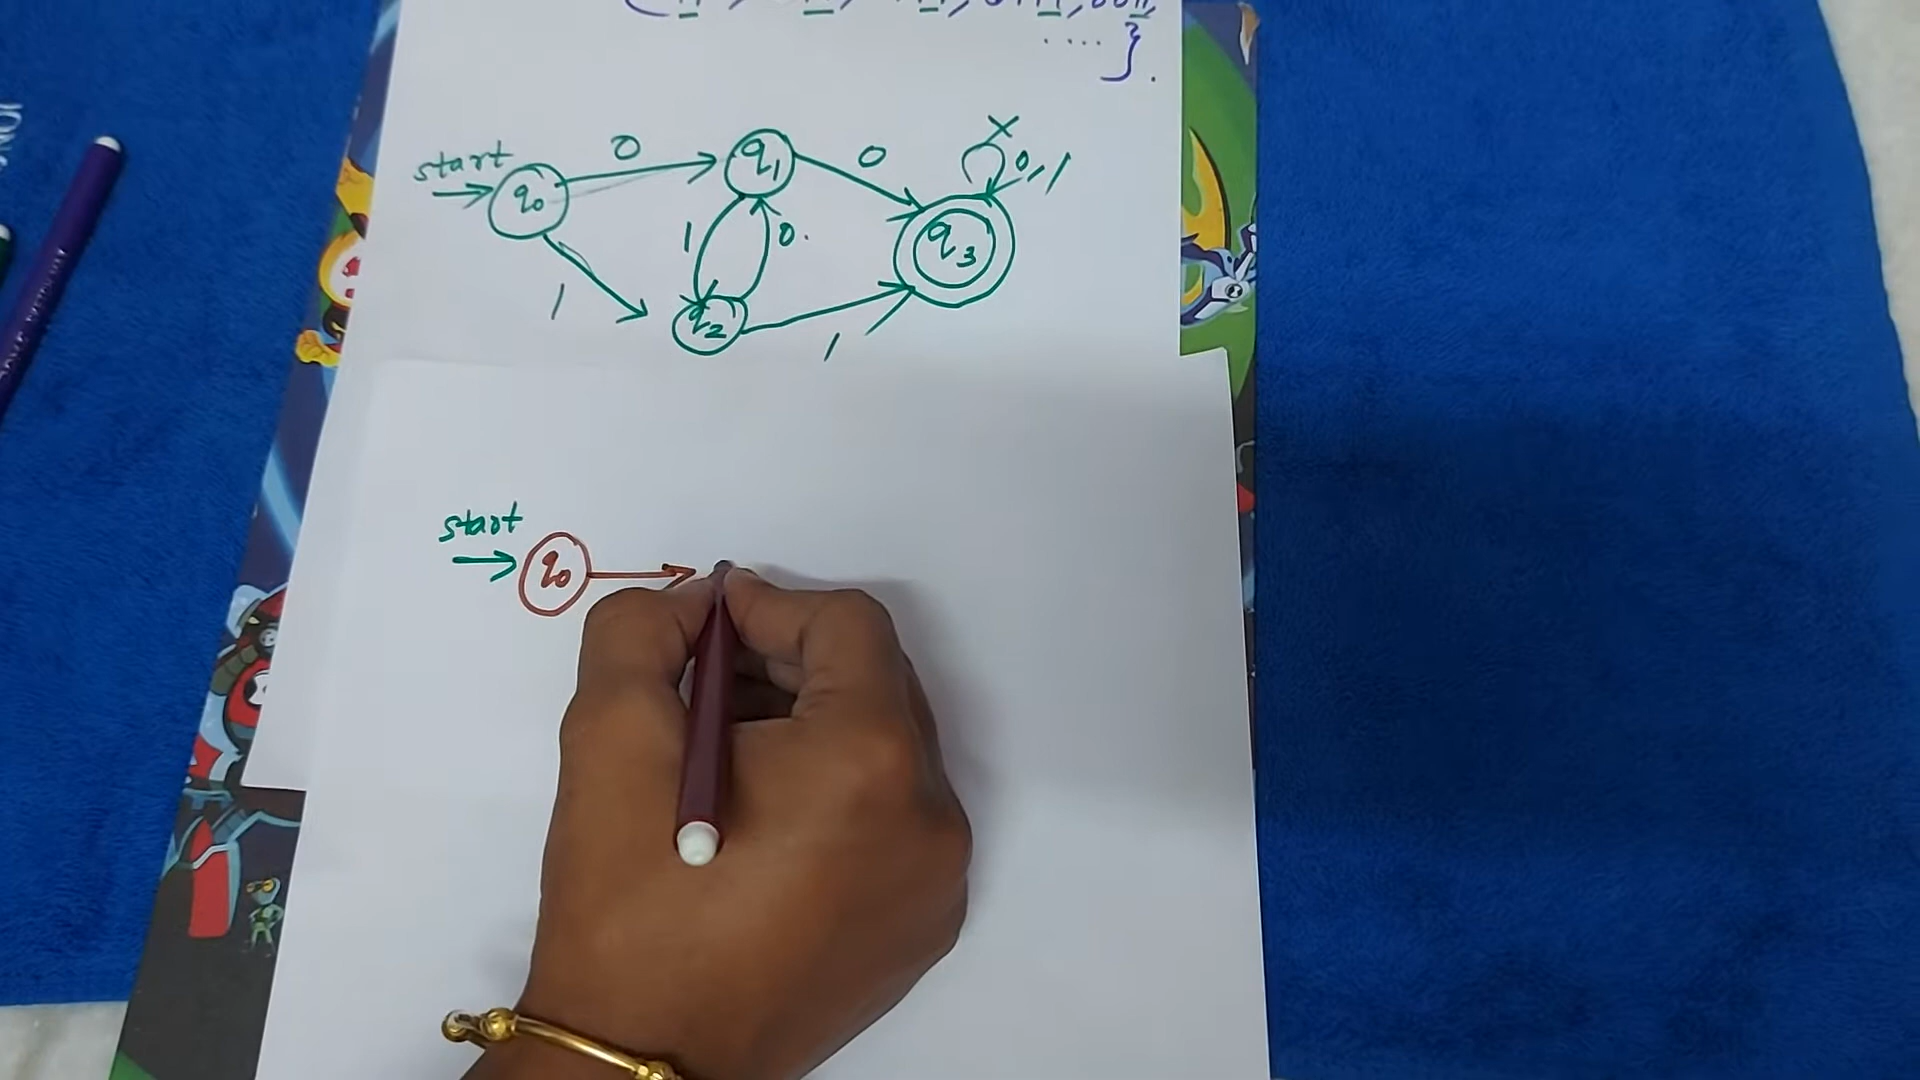 .... }.
start 0 q1 0 x 0,1
q0 1 0. q3
1 q2 1
start
q0